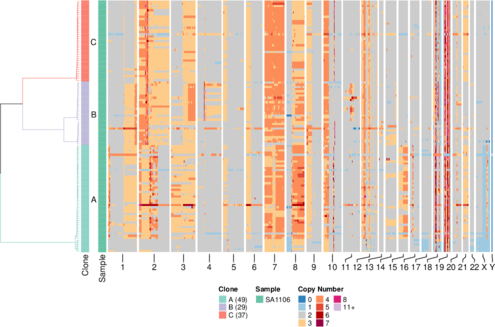 C
B
A
Clone
Sample
1 2 3 4 5 6 7 8 9 10 11 12 13 14 15 16 17 18 19 20 21 22 X Y
Clone Sample Copy Number
A (49) SA1106 0 4 8
B (29) 1 5 11+
C (37) 2 6
3 7